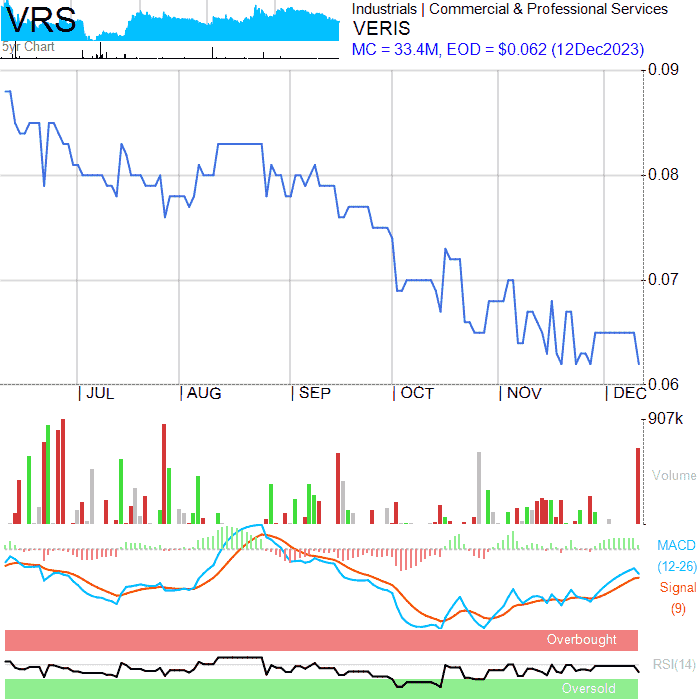 VRS
5yr Chart
Industrials | Commercial & Professional Services
VERIS
MC = 33.4M, EOD = $0.062 (12Dec2023)
0.09
0.08
0.07
0.06
JUL
AUG
SEP
OCT
NOV
DEC
907k
Volume
MACD
(12-26)
Signal
(9)
Overbought
RSI(14)
Oversold